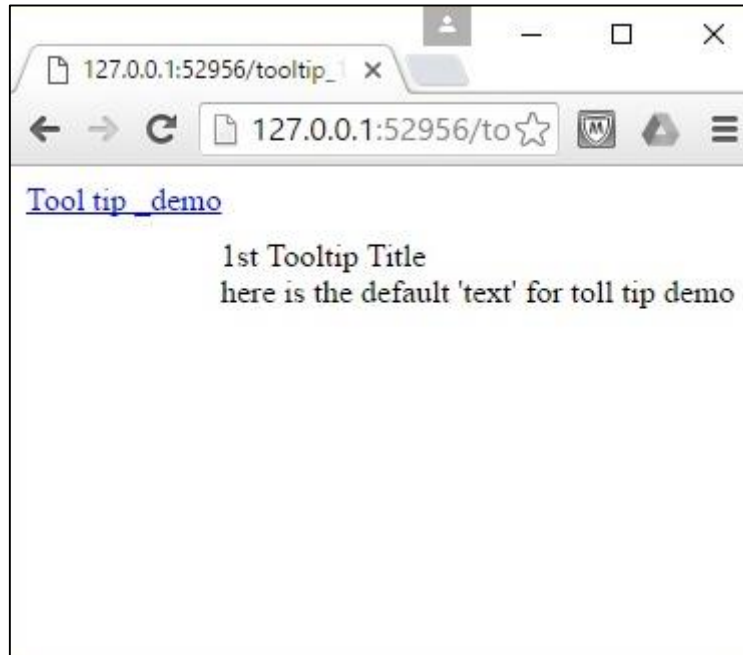 127.0.0.1:52956/tooltip_
127.0.0.1:52956/to
Tool tip _demo
1st Tooltip Title
here is the default 'text' for toll tip demo